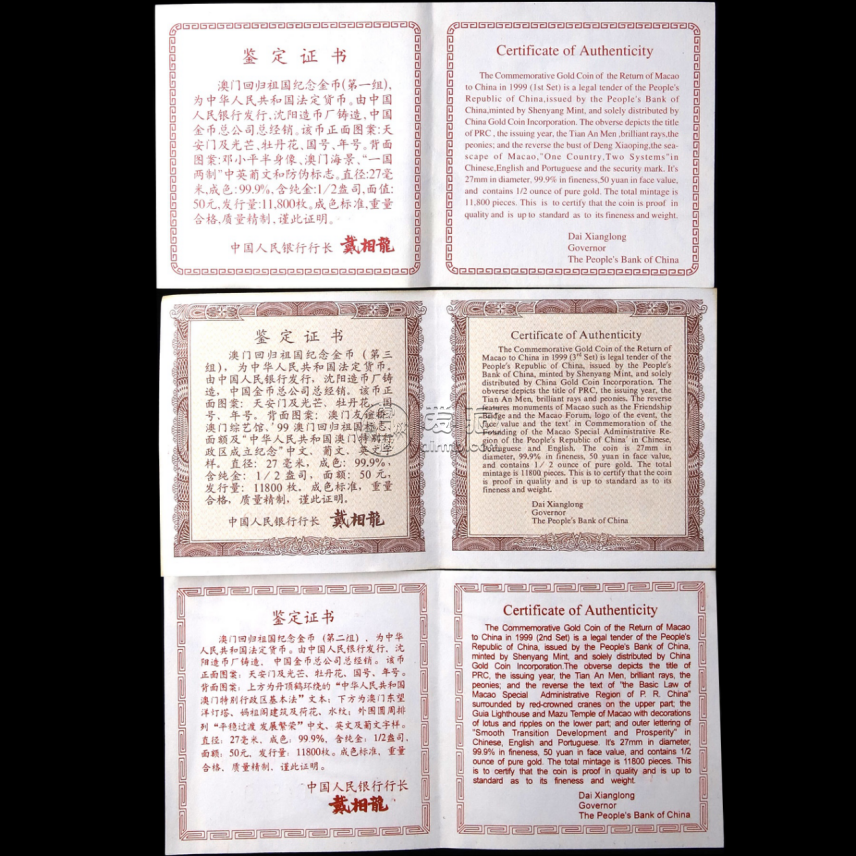 鉴定证书
澳门回归祖国纪念金币(第一组)、
为中华人民共和国法定货币。由中国
人民银行发行,沈阳造币厂铸造,中国
金币总公司总经销。该币正面图案:天
安门及光芒、牡丹花、国号、年号。背面
图案:邓小平半身像、澳门海景、“一国
两制”中英葡文和防伪标志。直径:27毫
米,成色:99.9%,含纯金:1/2盎司,面值:
50元,发行量:11,800枚。成色标准,重量
合格,质量精制,谨此证明。
中国人民银行行长 戴相龍
Certificate of Authenticity
The Commemorative Gold Coin of the Return of Macao
to China in 1999 (1st Set) is a legal tender of the People's
Republic of China,issued by the People's Bank of
China,minted by Shenyang Mint, and solely distributed by
China Gold Coin Incorporation. The obverse depicts the title
of PRC , the issuing year, the Tian An Men ,brilliant rays,the
peonies; and the reverse the bust of Deng Xiaoping,the sea-
scape of Macao,"One Country,Two Systems"in
Chinese,English and Portuguese and the security mark. It's
27mm in diameter, 99.9% in fineness,50 yuan in face value,
and contains 1/2 ounce of pure gold. The total mintage is
11,800 pieces. This is to certify that the coin is proof in
quality and is up to standard as to its fineness and weight.
Dai Xianglong
Governor
The People's Bank of China
鉴定证书
澳门回归祖国纪念金币(第三
组),为中华人民共和国法定货币。
由中国人民银行发行,沈阳造币厂铸
造,中国金币总公司总经销。该币正
面图案:天安门及光芒、牡丹花、国
号、年号。背面图案:澳门友谊桥、
澳门综艺馆、'99澳门回归祖国标志、
面额及“中华人民共和国澳门特别行
政区成立纪念”中文、葡文、英文字
样。直径:27毫米,成色:99.9%,
含纯金:1/2盎司,面额:50元,
发行量:11800枚。成色标准,重量
合格,质量精制,谨此证明。
中国人民银行行长 戴相龍
Certificate of Authenticity
The Commemorative Gold Coin of the Return of
Macao to China in 1999 (3rd Set) is legal tender of the
People's Republic of China, issued by the People's
Bank of China, minted by Shenyang Mint, and solely
distributed by China Gold Coin Incorporation. The
obverse depicts the title of PRC, the issuing year, the
Tian An Men, brilliant rays and peonies. The reverse
features monuments of Macao such as the Friendship
Bridge and the Macao Forum, logo of the event, the
face value and the text' in Commemoration of the
Founding of the Macao Special Administrative Re-
gion of the People's Republic of China' in Chinese,
Portuguese and English. The coin is 27mm in
diameter, 99.9% in fineness, 50 yuan in face value,
and contains 1/2 ounce of pure gold. The total
mintage is 11800 pieces. This is to certify that the coin
is proof in quality and is up to standard as to its
fineness and weight.
Dai Xianglong
Governor
The People's Bank of China
鉴定证书
澳门回归祖国纪念金币(第二组)、为中华
人民共和国法定货币。由中国人民银行发行、沈
阳造币厂铸造、中国金币总公司总经销。该币
正面图案:天安门及光芒、牡丹花、国号、年号。
背面图案:上方为丹顶鹤环绕的“中华人民共和国
澳门特别行政区基本法”文本;下方为澳门东望
洋灯塔、妈祖阁建筑及荷花、水纹;外围圆周排
列“平稳过渡 发展繁荣”中文、英文及葡文字样。
直径:27毫米,成色:99.9%,含纯金:1/2盎司、
面额:50元,发行量:11800枚。成色标准、重量
合格、质量精制、谨此证明。
中国人民银行行长
戴相龍
Certificate of Authenticity
The Commemorative Gold Coin of the Return of Macao
to China in 1999 (2nd Set) is a legal tender of the People's
Republic of China, issued by the People's Bank of China,
minted by Shenyang Mint, and solely distributed by China
Gold Coin Incorporation.The obverse depicts the title of
PRC, the issuing year, the Tian An Men, brilliant rays, the
peonies; and the reverse the text of "the Basic Law of
Macao Special Administrative Region of P. R. China"
surrounded by red-crowned cranes on the upper part; the
Guia Lighthouse and Mazu Temple of Macao with decorations
of lotus and ripples on the lower part; and outer lettering of
"Smooth Transition Development and Prosperity" in
Chinese, English and Portugue. It's 27mm in diameter,
99.9% in fineness, 50 yuan in face value, and contains 1/2
ounce of pure gold. The total mintage is 11800 pieces. This
is to certify that the coin is proof in quality and is up to
standard as to its fineness and weight.
Dai Xianglong
Governor
The People's Bank of China